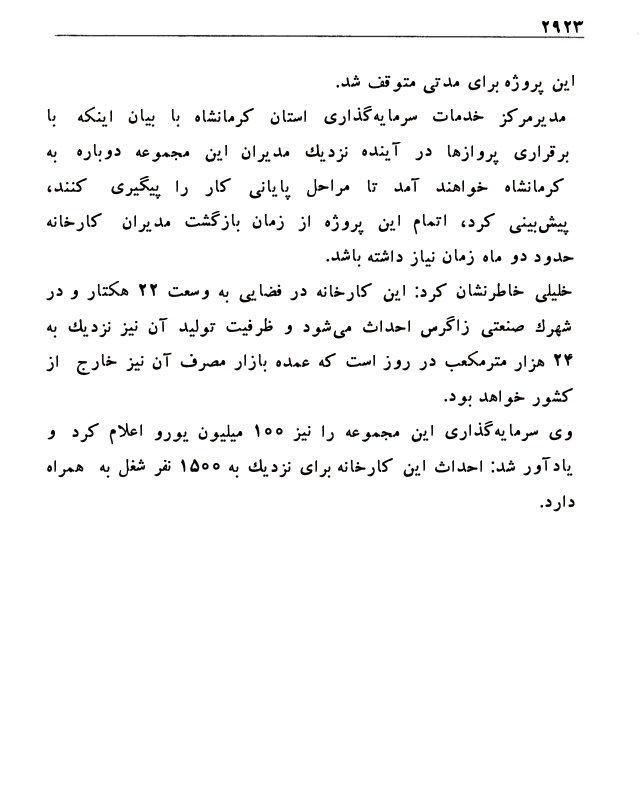 ۲۹۲۳
این پروژه برای مدتی متوقف شد.
مدیرمرکز خدمات سرمایه‌گذاری استان کرمانشاه با بیان اینکه با
برقراری پروازها در آینده نزدیك مدیران این مجموعه دوباره به
کرمانشاه خواهند آمد تا مراحل پایانی کار را پیگیری کنند،
پیش‌بینی کرد، اتمام این پروژه از زمان بازگشت مدیران کارخانه
حدود دو ماه زمان نیاز داشته باشد.
خلیلی خاطرنشان کرد: این کارخانه در فضایی به وسعت ۲۲ هکتار و در
شهرك صنعتی زاگرس احداث می‌شود و ظرفیت تولید آن نیز نزدیك به
۲۴ هزار مترمکعب در روز است که عمده بازار مصرف آن نیز خارج از
کشور خواهد بود.
وی سرمایه‌گذاری این مجموعه را نیز ۱۰۰ میلیون یورو اعلام کرد و
یادآور شد: احداث این کارخانه برای نزدیك به ۱۵۰۰ نفر شغل به همراه
دارد.